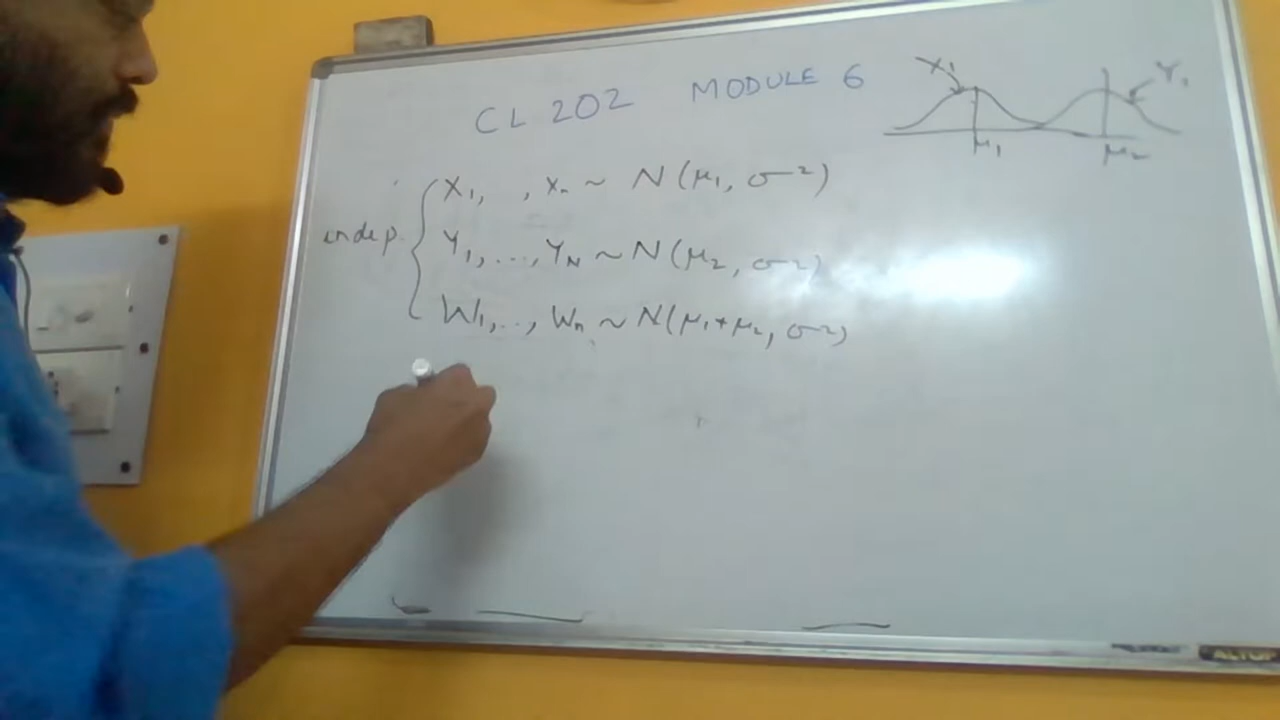 CL 202 MODULE 6
X₁ Y₁
μ₁ μ₂
X₁, , Xₙ ~ N(μ₁, σ²)
indep. { Y₁, ..., Y_N ~ N(μ₂, σ²)
W₁, .., Wₙ ~ N(μ₁+μ₂, σ²)